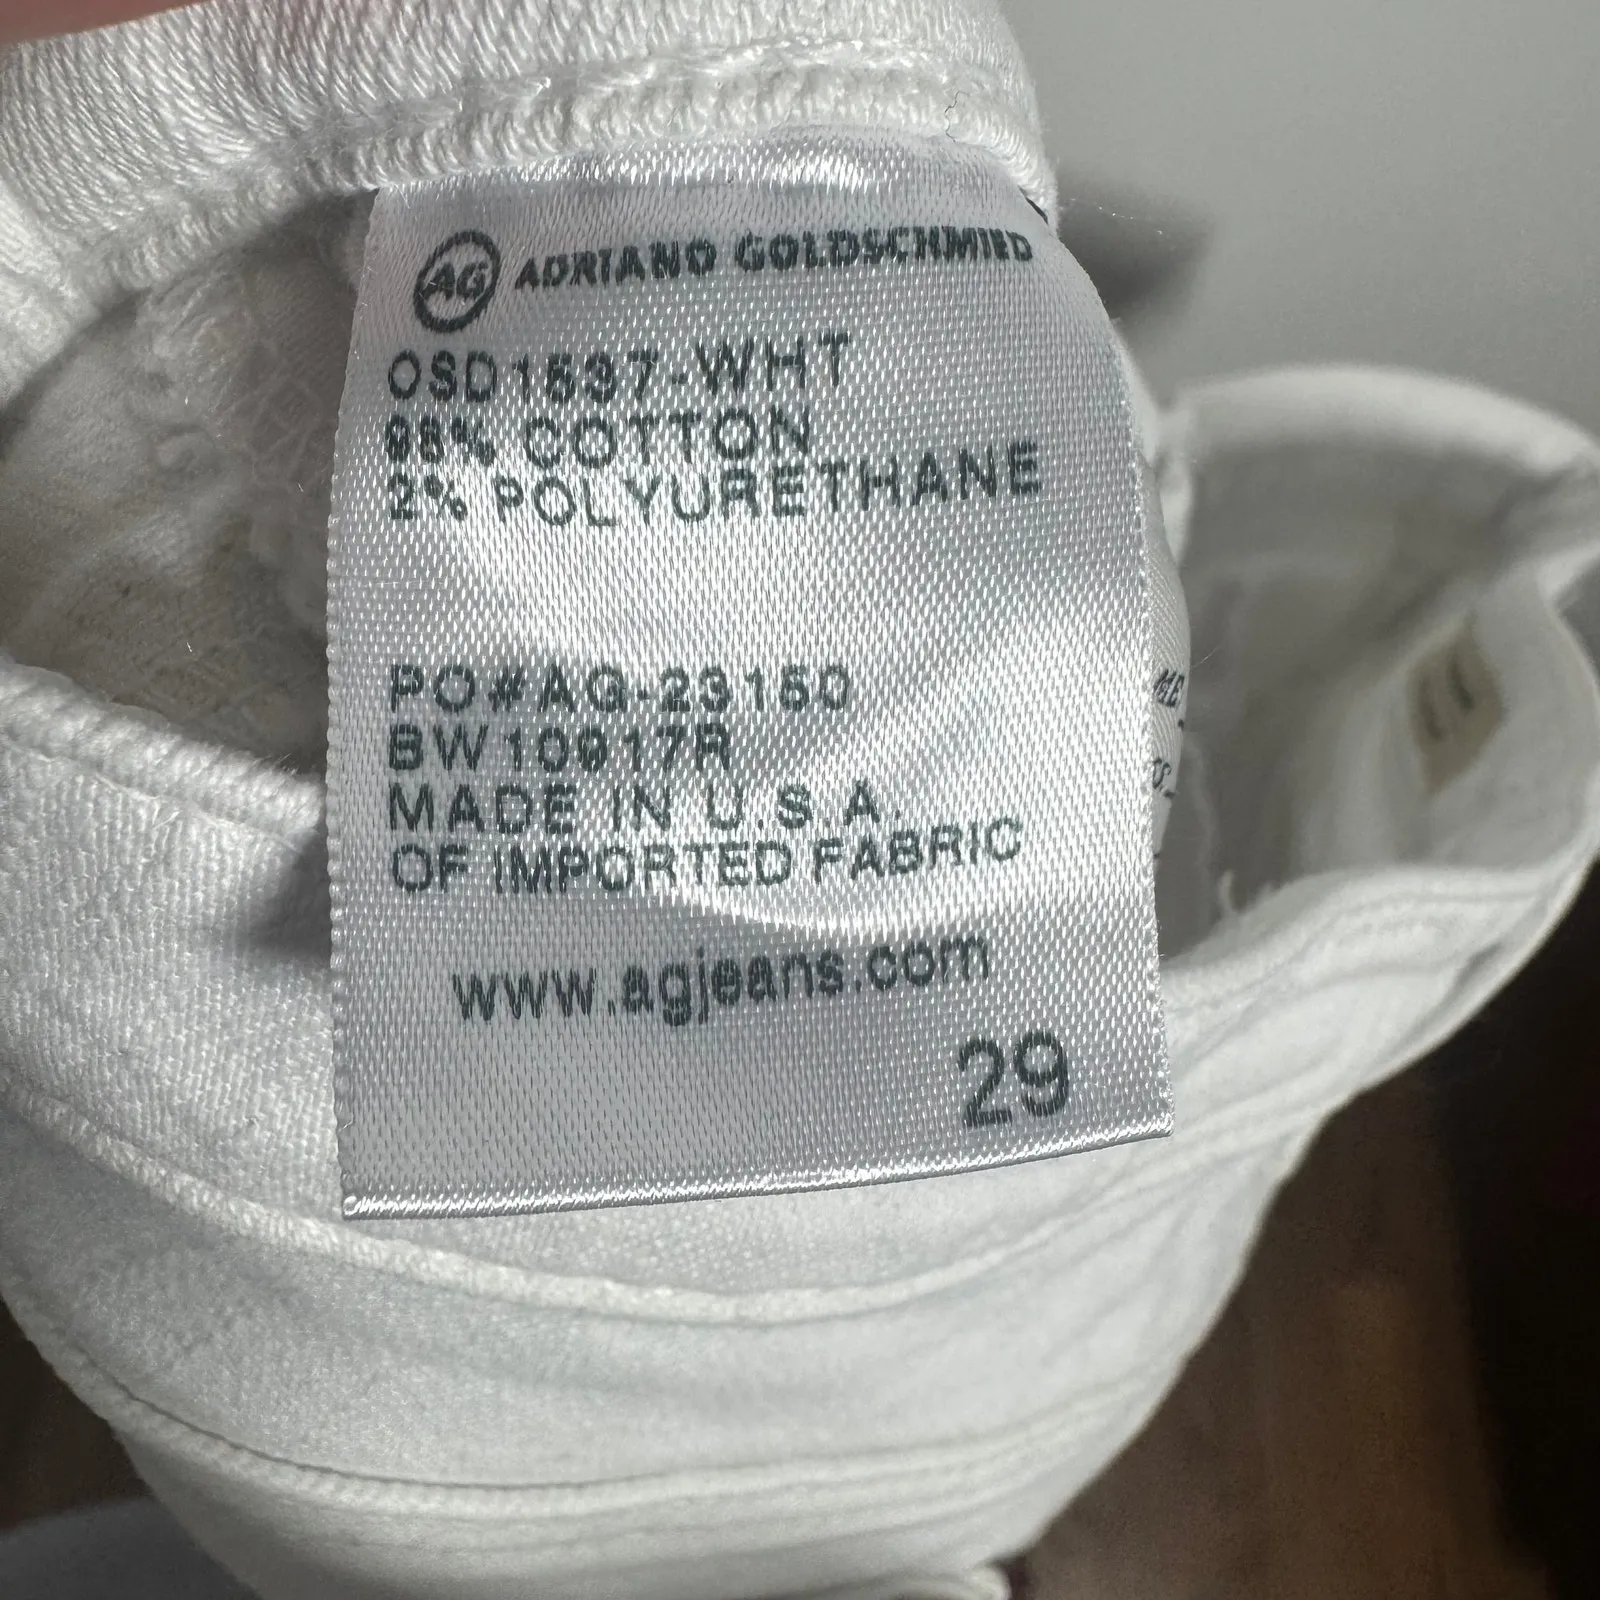 AG ADRIANO GOLDSCHMIED
OSD1537-WHT
98% COTTON
2% POLYURETHANE
PO#AG-23150
BW10917R
MADE IN U.S.A
OF IMPORTED FABRIC
www.agjeans.com
29